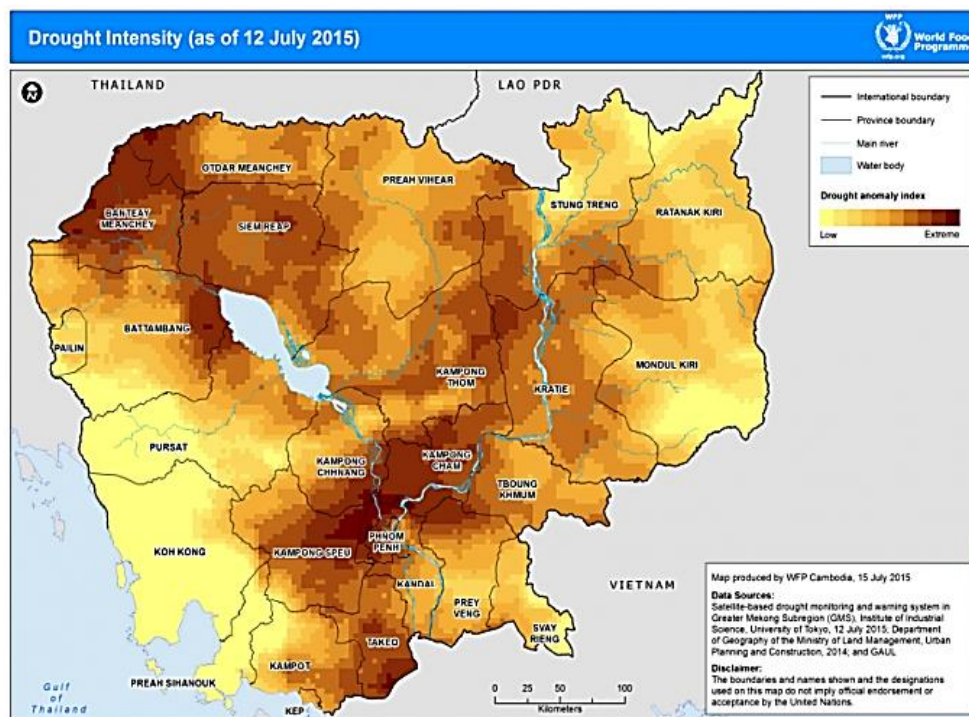 Drought Intensity (as of 12 July 2015)
WFP
wfp.org
World Food
Programme
THAILAND
LAO PDR
International boundary
Province boundary
Main river
Water body
Drought anomaly index
Low
Extreme
OTDAR MEANCHEY
PREAH VIHEAR
STUNG TRENG
RATANAK KIRI
BANTEAY
MEANCHEY
SIEM REAP
BATTAMBANG
PAILIN
KAMPONG
THOM
KRATIE
MONDUL KIRI
PURSAT
KAMPONG
CHHNANG
KAMPONG
CHAM
TBOUNG
KHMUM
KOH KONG
KAMPONG SPEU
PHNOM
PENH
KANDAL
PREY
VENG
SVAY
RIENG
VIETNAM
TAKEO
KAMPOT
PREAH SIHANOUK
KEP
Gulf
of
Thailand
0 50 100
Kilometers
Map produced by WFP Cambodia, 15 July 2015
Data Sources:
Satellite-based drought monitoring and warning system in
Greater Mekong Subregion (GMS), Institute of Industrial
Science, University of Tokyo, 12 July 2015; Department
of Geography of the Ministry of Land Management, Urban
Planning and Construction, 2014; and GAUL
Disclaimer:
The boundaries and names shown and the designations
used on this map do not imply official endorsement or
acceptance by the United Nations.